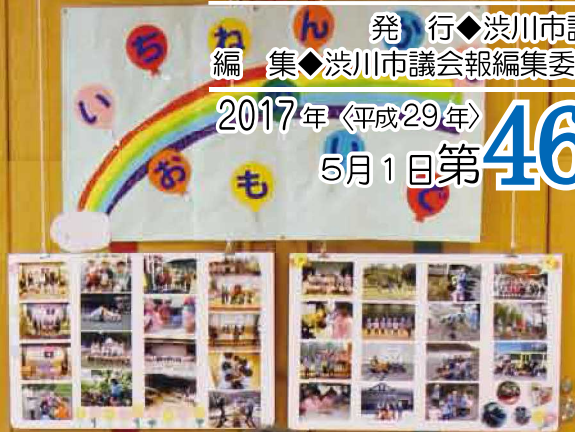 発 行◆渋川市議
編 集◆渋川市議会報編集委
2017年〈平成29年〉
5月1日第46
いちねんか
おもいで